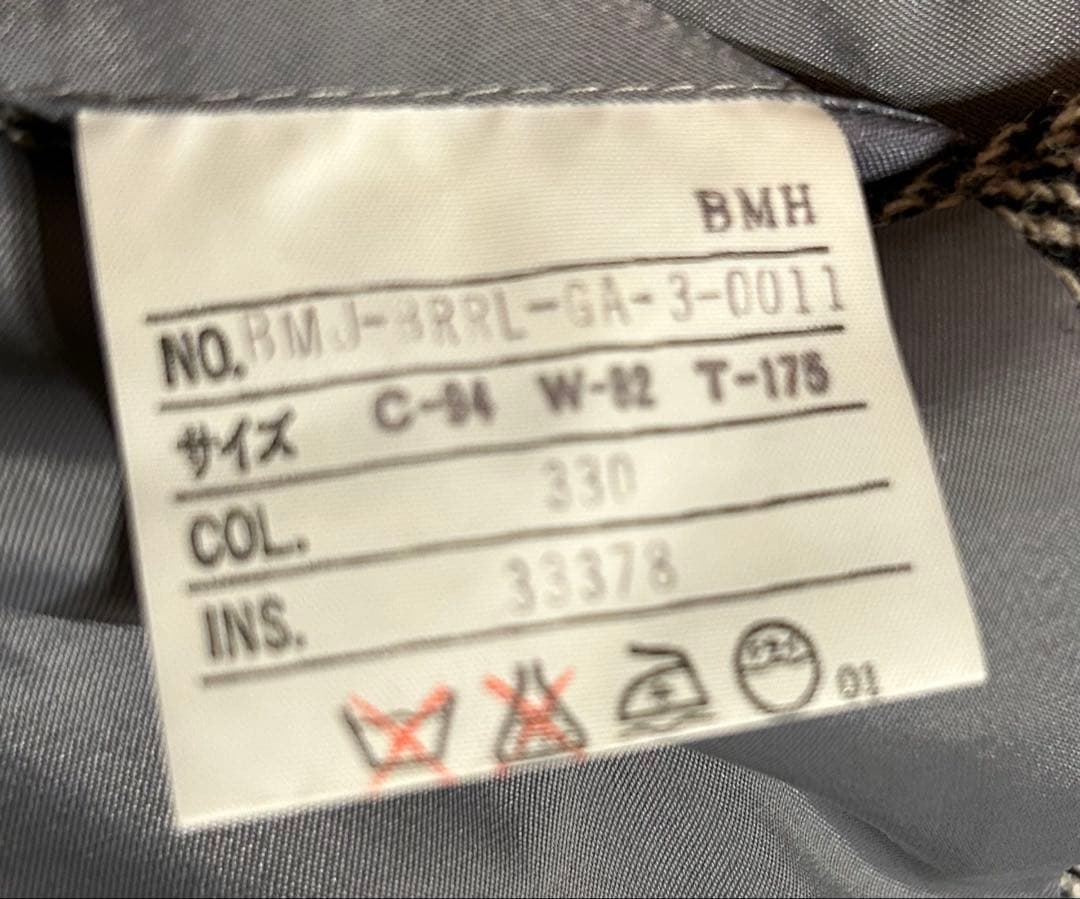 BMH
NO. BMJ-BRRL-GA-3-0011
サイズ C-94 W-82 T-175
COL. 330
INS. 33378
01